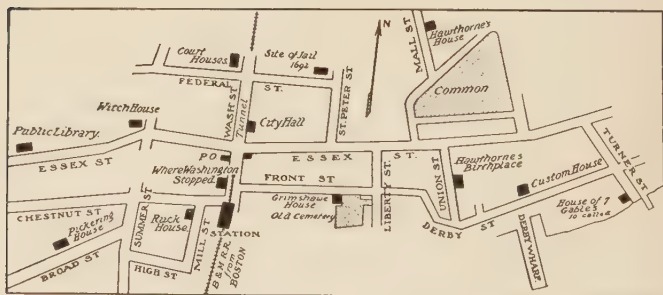 N
MALL ST
Hawthorne's
House
Court
Houses
Site of Jail
1692
FEDERAL ST.
WASH ST
Tunnel
ST. PETER ST
Common
Witch House
City Hall
Public Library.
ESSEX ST
PO
ESSEX ST.
TURNER ST
Where Washington
Stopped.
FRONT ST
UNION ST
Hawthorne's
Birthplace
Custom House
CHESTNUT ST
SUMMER ST
Ruck
House.
MILL ST
Grimshawe
House
Old Cemetery
LIBERTY ST.
House of 7
Gables
so called
Pickering
House
STATION
DERBY ST
BROAD ST
HIGH ST
B & M R.R.
from
BOSTON
DERBY WHARF.